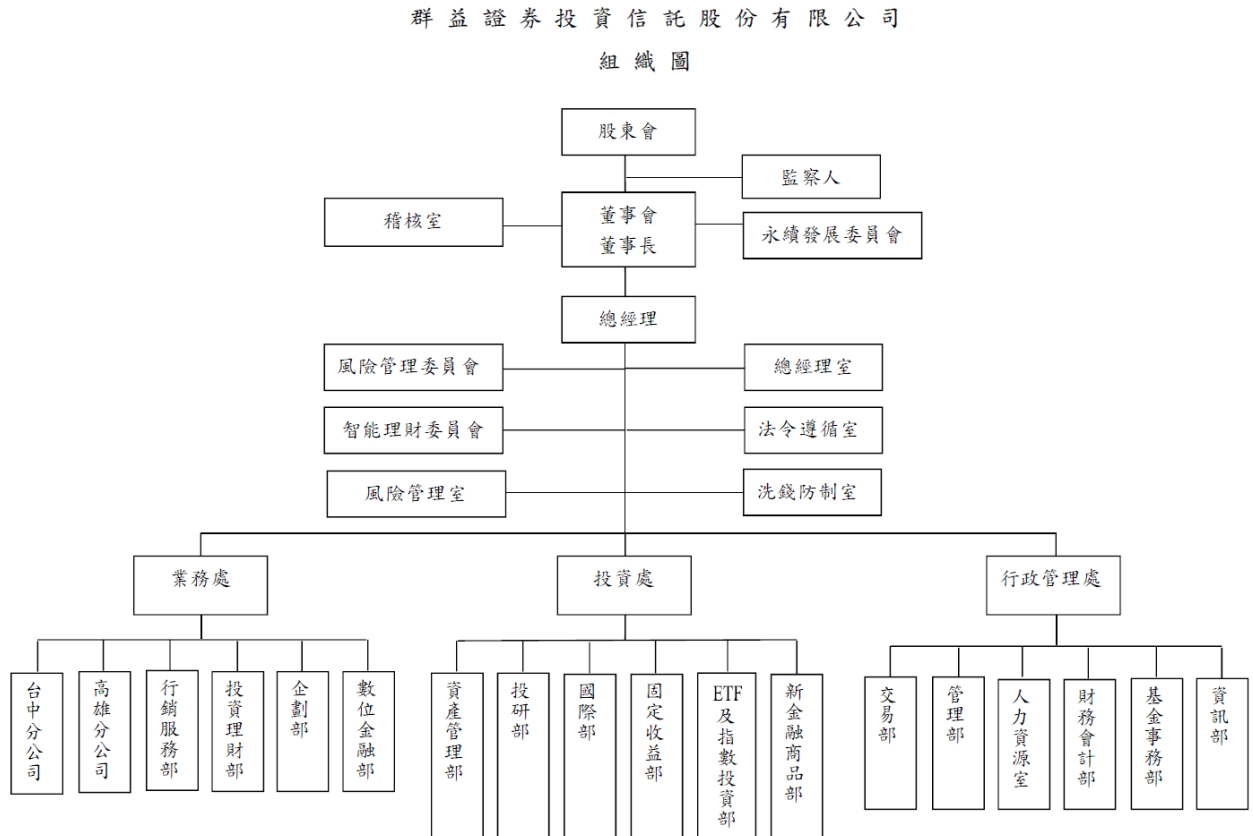 群益證券投資信託股份有限公司
組織圖
股東會
監察人
稽核室
董事會
董事長
永續發展委員會
總經理
風險管理委員會
總經理室
智能理財委員會
法令遵循室
風險管理室
洗錢防制室
業務處
投資處
行政管理處
台中分公司
高雄分公司
行銷服務部
投資理財部
企劃部
數位金融部
資產管理部
投研部
國際部
固定收益部
ETF及指數投資部
新金融商品部
交易部
管理部
人力資源室
財務會計部
基金事務部
資訊部